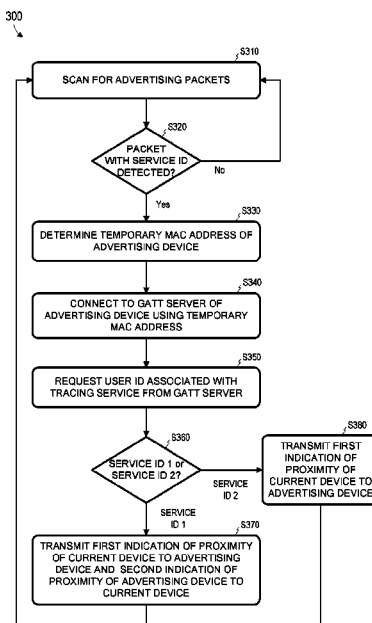 300
S310
SCAN FOR ADVERTISING PACKETS
S320
PACKET
WITH SERVICE ID
DETECTED?
No
Yes
S330
DETERMINE TEMPORARY MAC ADDRESS OF
ADVERTISING DEVICE
S340
CONNECT TO GATT SERVER OF
ADVERTISING DEVICE USING TEMPORARY
MAC ADDRESS
S350
REQUEST USER ID ASSOCIATED WITH
TRACING SERVICE FROM GATT SERVER
S360
SERVICE ID 1 or
SERVICE ID 2?
SERVICE
ID 2
S380
TRANSMIT FIRST
INDICATION OF
PROXIMITY OF
CURRENT DEVICE TO
ADVERTISING DEVICE
SERVICE
ID 1
S370
TRANSMIT FIRST INDICATION OF PROXIMITY
OF CURRENT DEVICE TO ADVERTISING
DEVICE AND SECOND INDICATION OF
PROXIMITY OF ADVERTISING DEVICE TO
CURRENT DEVICE